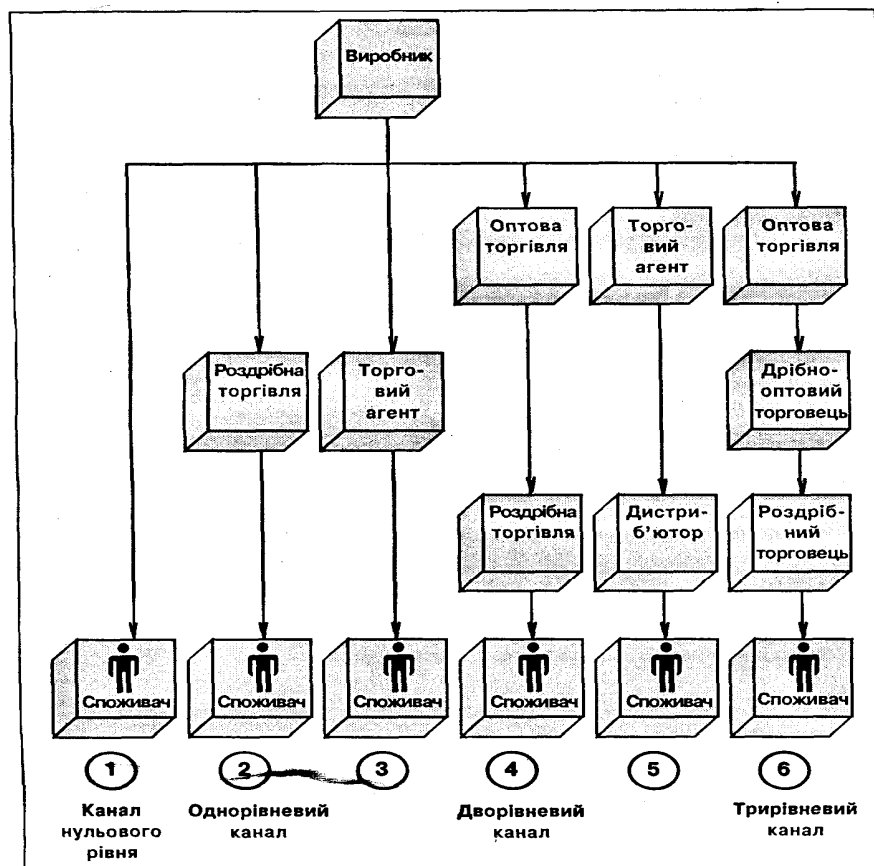 Виробник
Оптова
торгівля
Торго-
вий
агент
Оптова
торгівля
Роздрібна
торгівля
Торго-
вий
агент
Дрібно-
оптовий
торговець
Роздрібна
торгівля
Дистри-
б'ютор
Роздріб-
ний
торговець
Споживач
Споживач
Споживач
Споживач
Споживач
Споживач
1
2
3
4
5
6
Канал
нульового
рівня
Однорівневий
канал
Дворівневий
канал
Трирівневий
канал